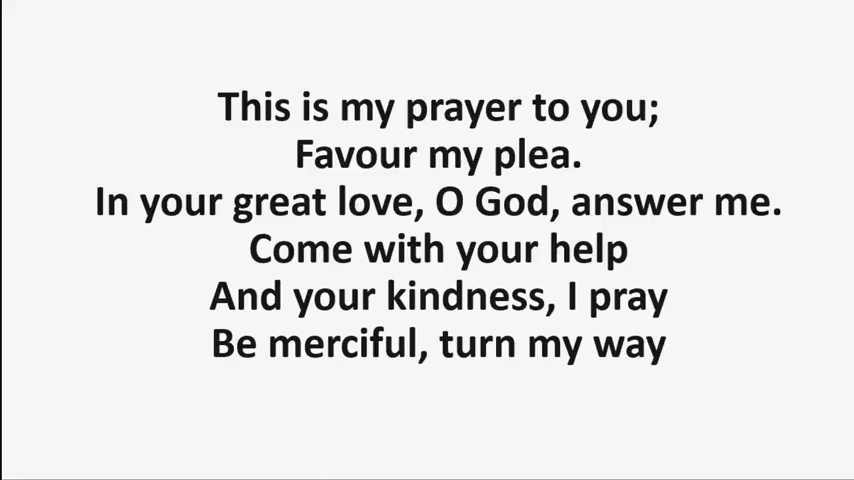 This is my prayer to you;
Favour my plea.
In your great love, O God, answer me.
Come with your help
And your kindness, I pray
Be merciful, turn my way